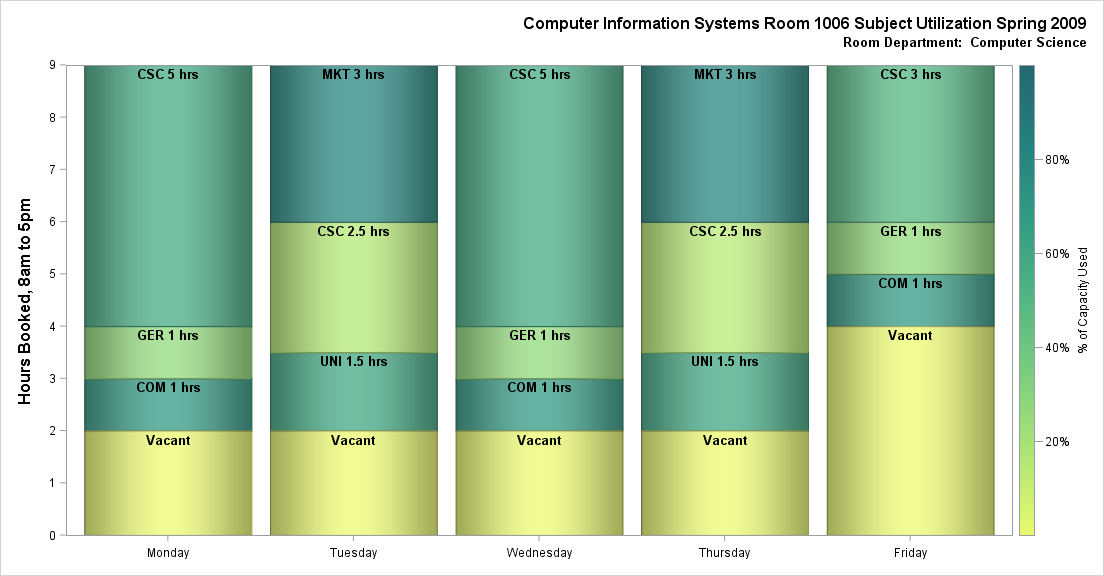 Computer Information Systems Room 1006 Subject Utilization Spring 2009
Room Department: Computer Science
Hours Booked, 8am to 5pm
9
8
7
6
5
4
3
2
1
0
CSC 5 hrs
GER 1 hrs
COM 1 hrs
Vacant
MKT 3 hrs
CSC 2.5 hrs
UNI 1.5 hrs
Vacant
CSC 5 hrs
GER 1 hrs
COM 1 hrs
Vacant
MKT 3 hrs
CSC 2.5 hrs
UNI 1.5 hrs
Vacant
CSC 3 hrs
GER 1 hrs
COM 1 hrs
Vacant
Monday
Tuesday
Wednesday
Thursday
Friday
80%
60%
40%
20%
% of Capacity Used